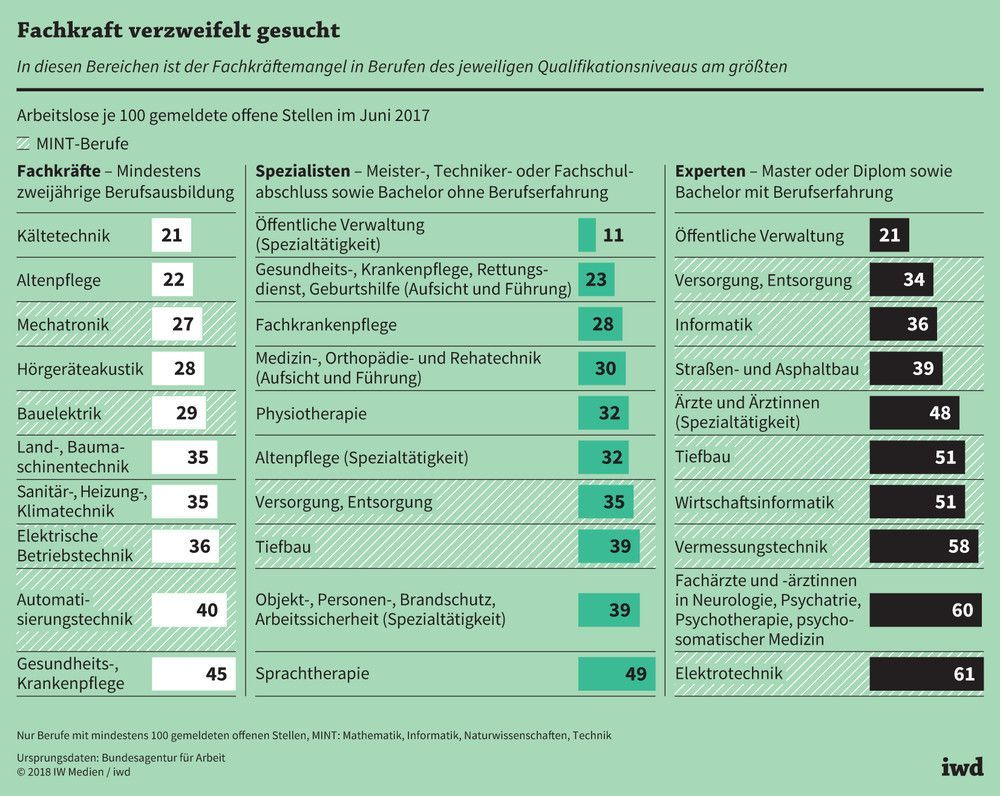 Fachkraft verzweifelt gesucht
In diesen Bereichen ist der Fachkräftemangel in Berufen des jeweiligen Qualifikationsniveaus am größten
Arbeitslose je 100 gemeldete offene Stellen im Juni 2017
MINT-Berufe
Fachkräfte – Mindestens
zweijährige Berufsausbildung
Kältetechnik 21
Altenpflege 22
Mechatronik 27
Hörgeräteakustik 28
Bauelektrik 29
Land-, Bauma-
schinentechnik 35
Sanitär-, Heizung-,
Klimatechnik 35
Elektrische
Betriebstechnik 36
Automati-
sierungstechnik 40
Gesundheits-,
Krankenpflege 45
Spezialisten – Meister-, Techniker- oder Fachschul-
abschluss sowie Bachelor ohne Berufserfahrung
Öffentliche Verwaltung
(Spezialtätigkeit) 11
Gesundheits-, Krankenpflege, Rettungs-
dienst, Geburtshilfe (Aufsicht und Führung) 23
Fachkrankenpflege 28
Medizin-, Orthopädie- und Rehatechnik
(Aufsicht und Führung) 30
Physiotherapie 32
Altenpflege (Spezialtätigkeit) 32
Versorgung, Entsorgung 35
Tiefbau 39
Objekt-, Personen-, Brandschutz,
Arbeitssicherheit (Spezialtätigkeit) 39
Sprachtherapie 49
Experten – Master oder Diplom sowie
Bachelor mit Berufserfahrung
Öffentliche Verwaltung 21
Versorgung, Entsorgung 34
Informatik 36
Straßen- und Asphaltbau 39
Ärzte und Ärztinnen
(Spezialtätigkeit) 48
Tiefbau 51
Wirtschaftsinformatik 51
Vermessungstechnik 58
Fachärzte und -ärztinnen
in Neurologie, Psychatrie,
Psychotherapie, psycho-
somatischer Medizin 60
Elektrotechnik 61
Nur Berufe mit mindestens 100 gemeldeten offenen Stellen, MINT: Mathematik, Informatik, Naturwissenschaften, Technik
Ursprungsdaten: Bundesagentur für Arbeit
© 2018 IW Medien / iwd
iwd